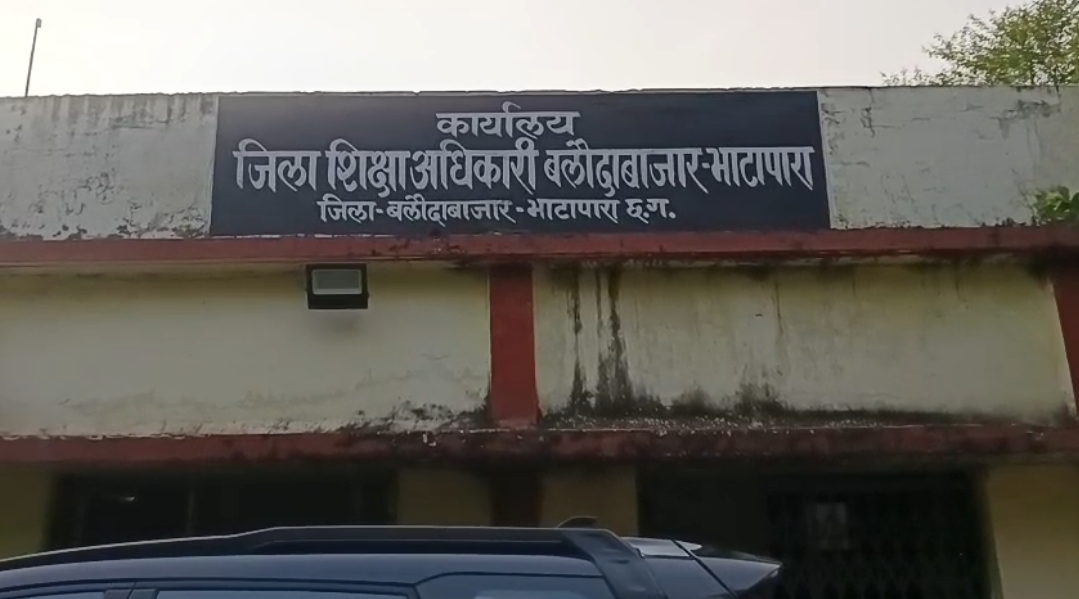 कार्यालय
जिला शिक्षा अधिकारी बलौदाबाजार-भाटापारा
जिला-बलौदाबाजार-भाटापारा छ.ग.